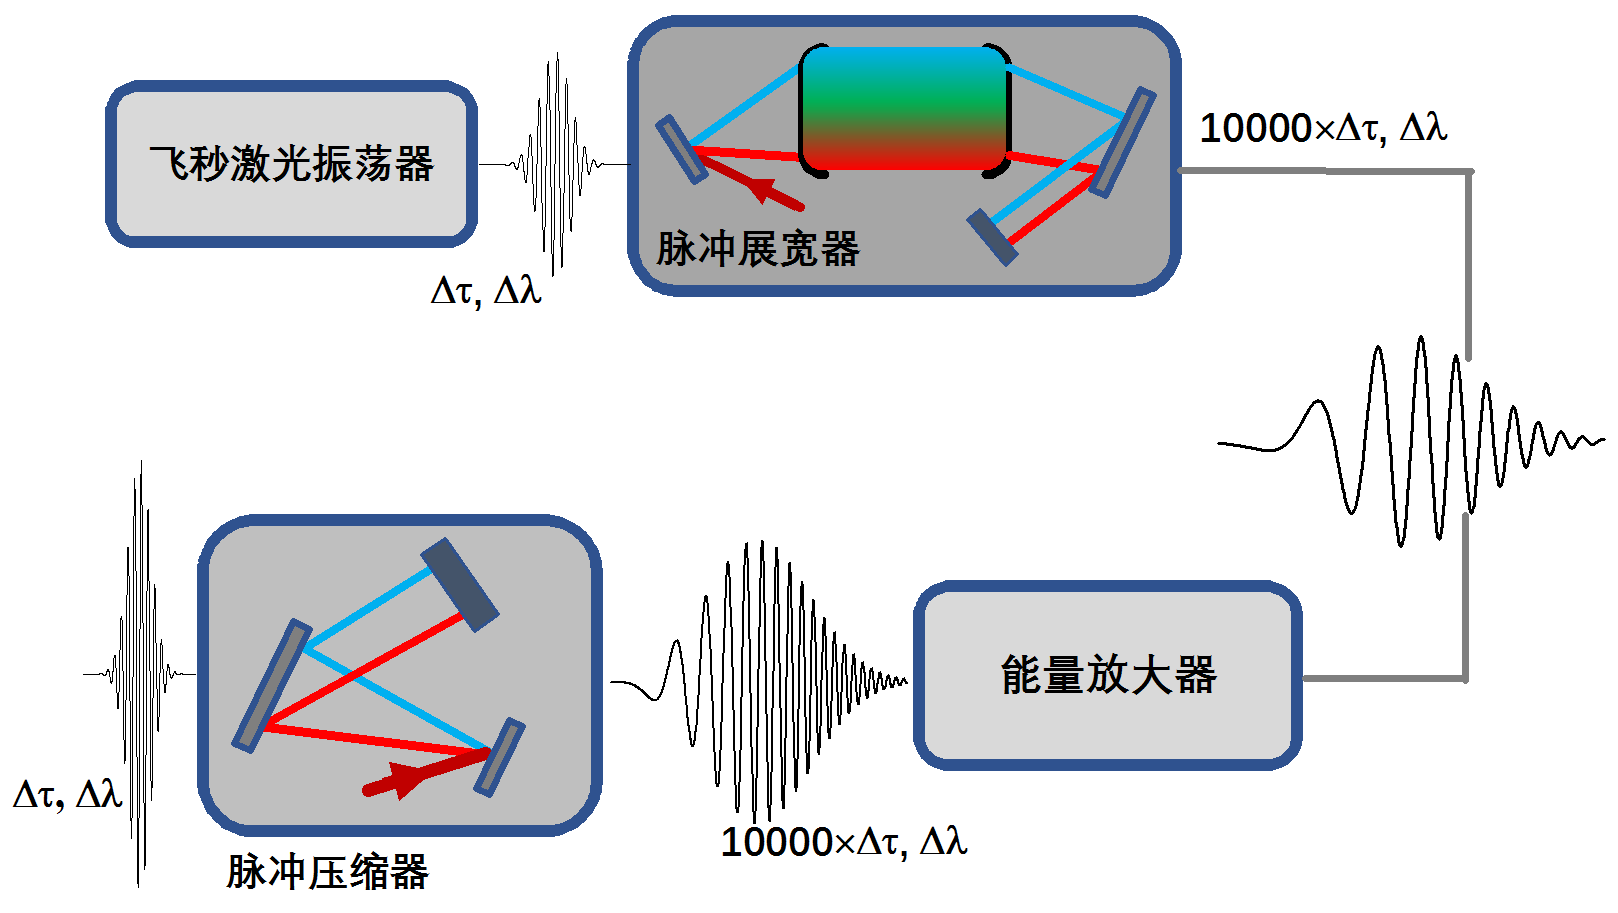 飞秒激光振荡器
Δτ, Δλ
脉冲展宽器
10000×Δτ, Δλ
能量放大器
10000×Δτ, Δλ
脉冲压缩器
Δτ, Δλ